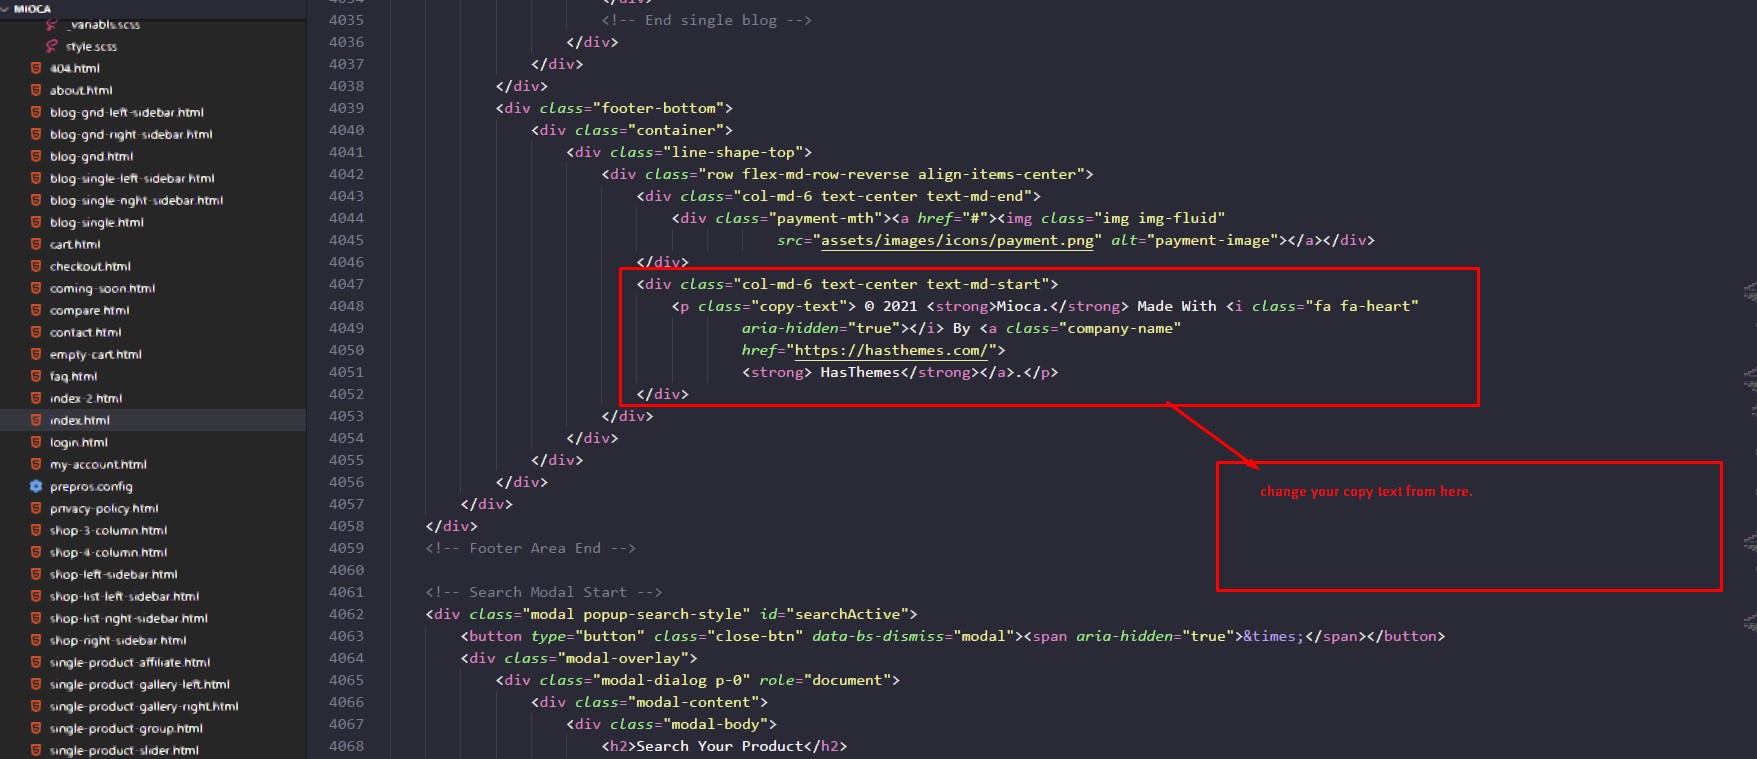 MIOCA
_variabls.scss
style.scss
404.html
about.html
blog-grid-left-sidebar.html
blog-grid-right-sidebar.html
blog-grid.html
blog-single-left-sidebar.html
blog-single-right-sidebar.html
blog-single.html
cart.html
checkout.html
coming-soon.html
compare.html
contact.html
empty-cart.html
faq.html
index-2.html
index.html
login.html
my-account.html
prepros.config
privacy-policy.html
shop-3-column.html
shop-4-column.html
shop-left-sidebar.html
shop-list-left-sidebar.html
shop-list-right-sidebar.html
shop-right-sidebar.html
single-product-affiliate.html
single-product-gallery-left.html
single-product-gallery-right.html
single-product-group.html
single-product-slider.html
4035 <!-- End single blog -->
4036 </div>
4037 </div>
4038 </div>
4039 <div class="footer-bottom">
4040 <div class="container">
4041 <div class="line-shape-top">
4042 <div class="row flex-md-row-reverse align-items-center">
4043 <div class="col-md-6 text-center text-md-end">
4044 <div class="payment-mth"><a href="#"><img class="img img-fluid"
4045 src="assets/images/icons/payment.png" alt="payment-image"></a></div>
4046 </div>
4047 <div class="col-md-6 text-center text-md-start">
4048 <p class="copy-text"> © 2021 <strong>Mioca.</strong> Made With <i class="fa fa-heart"
4049 aria-hidden="true"></i> By <a class="company-name"
4050 href="https://hasthemes.com/">
4051 <strong> HasThemes</strong></a>.</p>
4052 </div>
4053 </div>
4054 </div>
4055 </div>
4056 </div>
4057 </div>
4058 </div>
4059 <!-- Footer Area End -->
4060
4061 <!-- Search Modal Start -->
4062 <div class="modal popup-search-style" id="searchActive">
4063 <button type="button" class="close-btn" data-bs-dismiss="modal"><span aria-hidden="true">&times;</span></button>
4064 <div class="modal-overlay">
4065 <div class="modal-dialog p-0" role="document">
4066 <div class="modal-content">
4067 <div class="modal-body">
4068 <h2>Search Your Product</h2>
change your copy text from here.